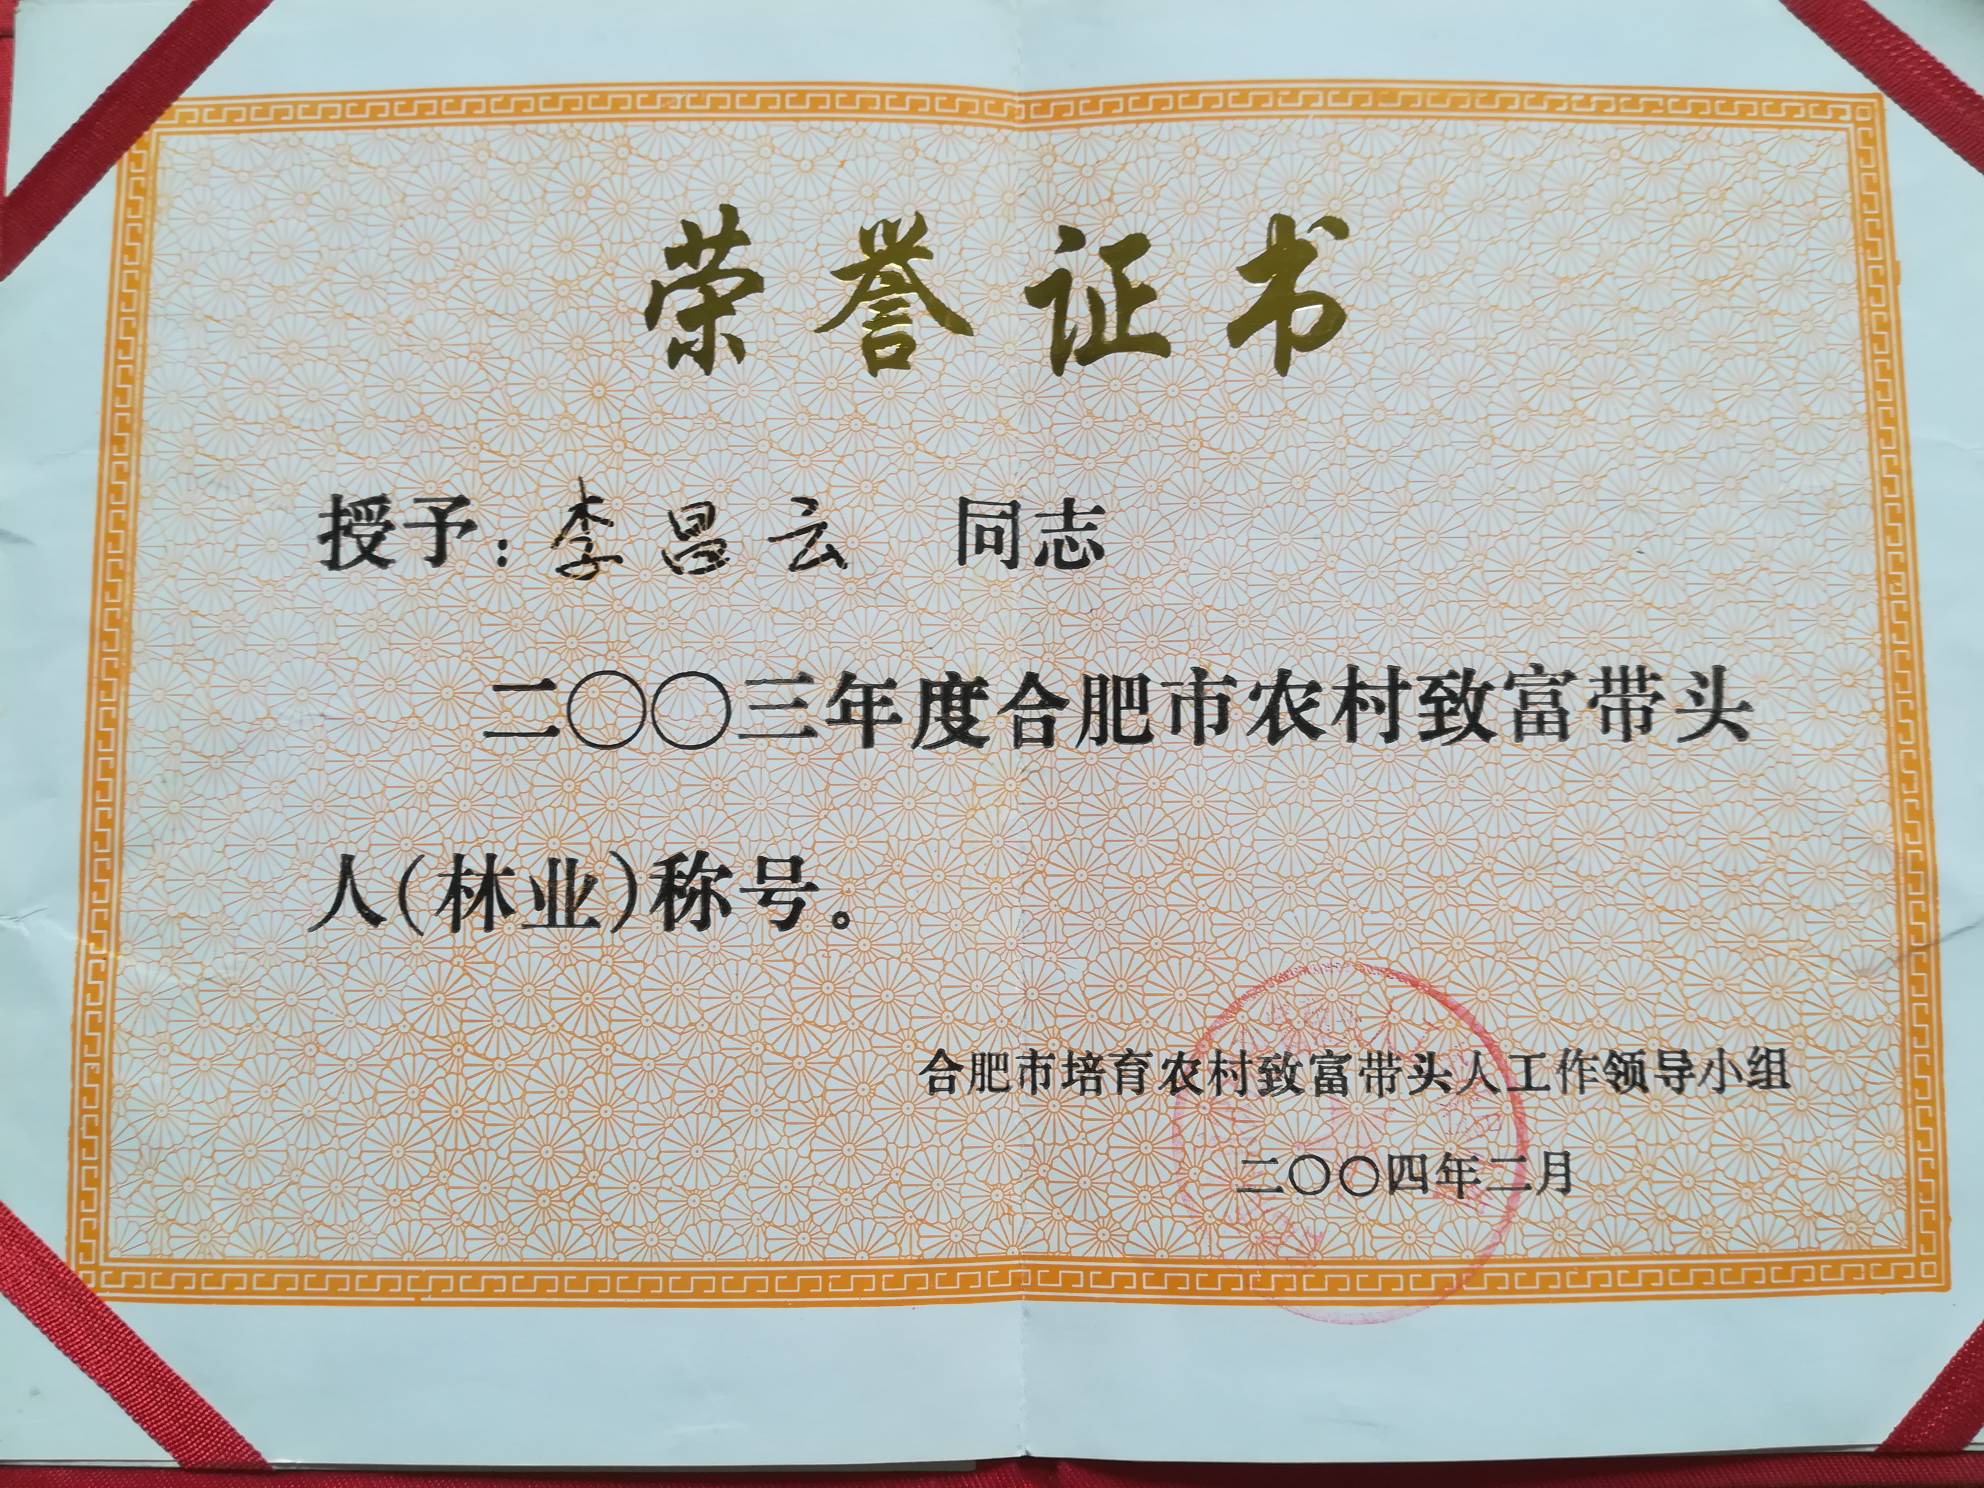 荣誉证书
授予：李昌云 同志
二〇〇三年度合肥市农村致富带头
人(林业)称号。
合肥市培育农村致富带头人工作领导小组
二〇〇四年二月